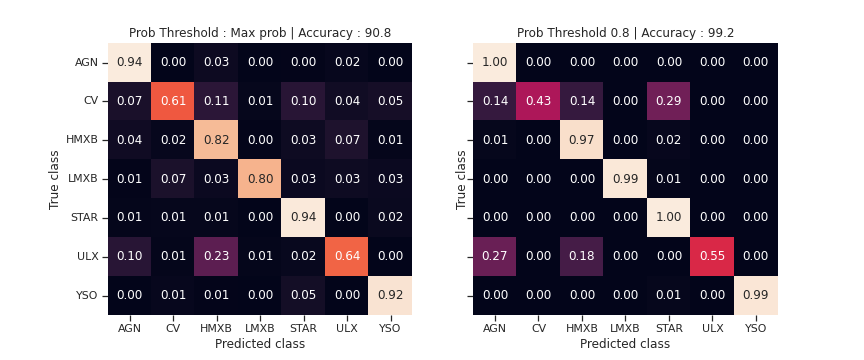 Prob Threshold : Max prob | Accuracy : 90.8
True class
AGN 0.94 0.00 0.03 0.00 0.00 0.02 0.00
CV 0.07 0.61 0.11 0.01 0.10 0.04 0.05
HMXB 0.04 0.02 0.82 0.00 0.03 0.07 0.01
LMXB 0.01 0.07 0.03 0.80 0.03 0.03 0.03
STAR 0.01 0.01 0.01 0.00 0.94 0.00 0.02
ULX 0.10 0.01 0.23 0.01 0.02 0.64 0.00
YSO 0.00 0.01 0.01 0.00 0.05 0.00 0.92
AGN CV HMXB LMXB STAR ULX YSO
Predicted class
Prob Threshold 0.8 | Accuracy : 99.2
True class
1.00 0.00 0.00 0.00 0.00 0.00 0.00
0.14 0.43 0.14 0.00 0.29 0.00 0.00
0.01 0.00 0.97 0.00 0.02 0.00 0.00
0.00 0.00 0.00 0.99 0.01 0.00 0.00
0.00 0.00 0.00 0.00 1.00 0.00 0.00
0.27 0.00 0.18 0.00 0.00 0.55 0.00
0.00 0.00 0.00 0.00 0.01 0.00 0.99
AGN CV HMXB LMXB STAR ULX YSO
Predicted class